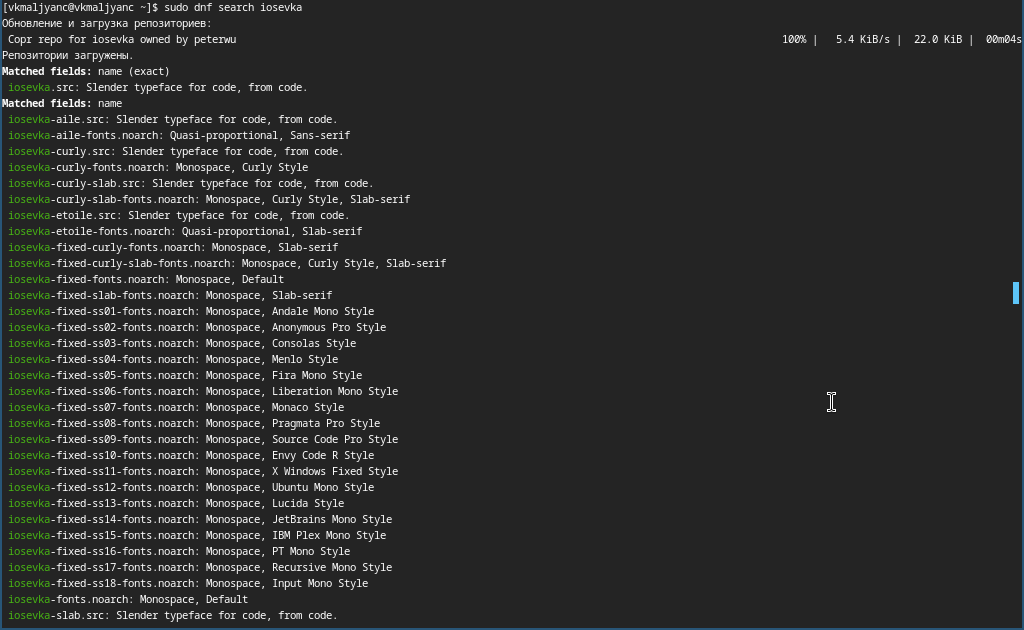 [vkmaljyanc@vkmaljyanc ~]$ sudo dnf search iosevka
Обновление и загрузка репозиториев:
Copr repo for iosevka owned by peterwu 100% | 5.4 KiB/s | 22.0 KiB | 00m04s
Репозитории загружены.
Matched fields: name (exact)
iosevka.src: Slender typeface for code, from code.
Matched fields: name
iosevka-aile.src: Slender typeface for code, from code.
iosevka-aile-fonts.noarch: Quasi-proportional, Sans-serif
iosevka-curly.src: Slender typeface for code, from code.
iosevka-curly-fonts.noarch: Monospace, Curly Style
iosevka-curly-slab.src: Slender typeface for code, from code.
iosevka-curly-slab-fonts.noarch: Monospace, Curly Style, Slab-serif
iosevka-etoile.src: Slender typeface for code, from code.
iosevka-etoile-fonts.noarch: Quasi-proportional, Slab-serif
iosevka-fixed-curly-fonts.noarch: Monospace, Slab-serif
iosevka-fixed-curly-slab-fonts.noarch: Monospace, Curly Style, Slab-serif
iosevka-fixed-fonts.noarch: Monospace, Default
iosevka-fixed-slab-fonts.noarch: Monospace, Slab-serif
iosevka-fixed-ss01-fonts.noarch: Monospace, Andale Mono Style
iosevka-fixed-ss02-fonts.noarch: Monospace, Anonymous Pro Style
iosevka-fixed-ss03-fonts.noarch: Monospace, Consolas Style
iosevka-fixed-ss04-fonts.noarch: Monospace, Menlo Style
iosevka-fixed-ss05-fonts.noarch: Monospace, Fira Mono Style
iosevka-fixed-ss06-fonts.noarch: Monospace, Liberation Mono Style
iosevka-fixed-ss07-fonts.noarch: Monospace, Monaco Style
iosevka-fixed-ss08-fonts.noarch: Monospace, Pragmata Pro Style
iosevka-fixed-ss09-fonts.noarch: Monospace, Source Code Pro Style
iosevka-fixed-ss10-fonts.noarch: Monospace, Envy Code R Style
iosevka-fixed-ss11-fonts.noarch: Monospace, X Windows Fixed Style
iosevka-fixed-ss12-fonts.noarch: Monospace, Ubuntu Mono Style
iosevka-fixed-ss13-fonts.noarch: Monospace, Lucida Style
iosevka-fixed-ss14-fonts.noarch: Monospace, JetBrains Mono Style
iosevka-fixed-ss15-fonts.noarch: Monospace, IBM Plex Mono Style
iosevka-fixed-ss16-fonts.noarch: Monospace, PT Mono Style
iosevka-fixed-ss17-fonts.noarch: Monospace, Recursive Mono Style
iosevka-fixed-ss18-fonts.noarch: Monospace, Input Mono Style
iosevka-fonts.noarch: Monospace, Default
iosevka-slab.src: Slender typeface for code, from code.